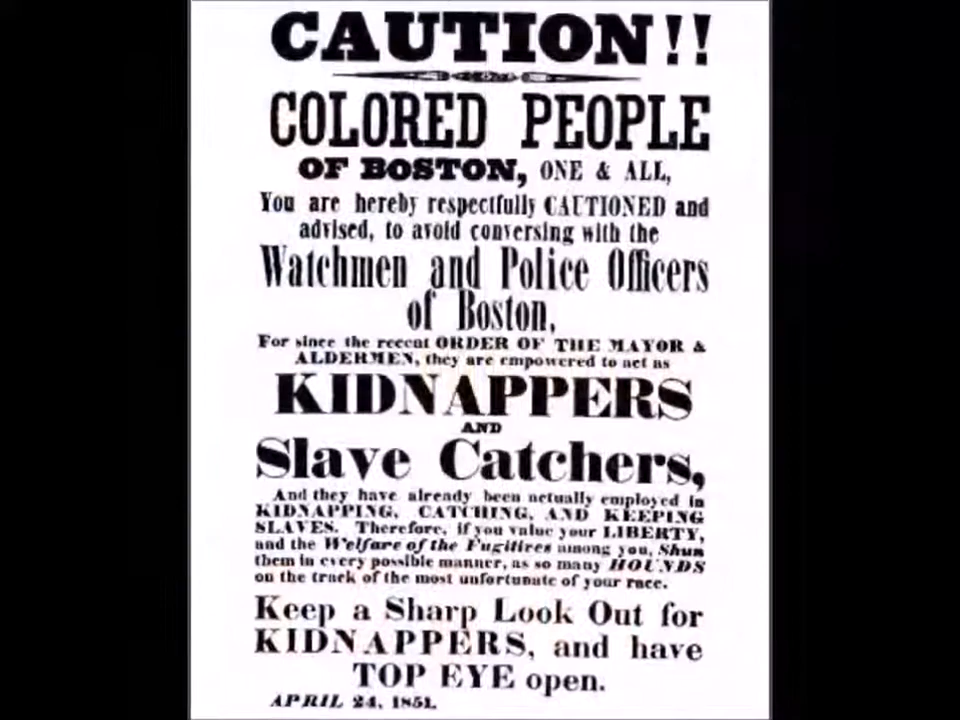 CAUTION!!
COLORED PEOPLE
OF BOSTON, ONE & ALL,
You are hereby respectfully CAUTIONED and
advised, to avoid conversing with the
Watchmen and Police Officers
of Boston,
For since the recent ORDER OF THE MAYOR &
ALDERMEN, they are empowered to act as
KIDNAPPERS
AND
Slave Catchers,
And they have already been actually employed in
KIDNAPPING, CATCHING, AND KEEPING
SLAVES. Therefore, if you value your LIBERTY,
and the Welfare of the Fugitives among you, Shun
them in every possible manner, as so many HOUNDS
on the track of the most unfortunate of your race.
Keep a Sharp Look Out for
KIDNAPPERS, and have
TOP EYE open.
APRIL 24, 1851.